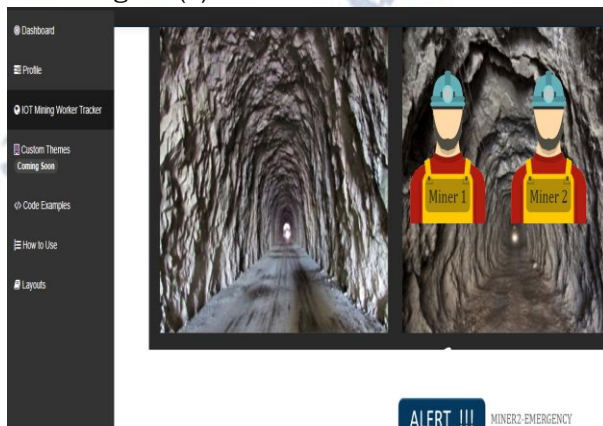 Dashboard
Profile
IOT Mining Worker Tracker
Custom Themes
Coming Soon
Code Examples
How to Use
Layouts
Miner 1
Miner 2
ALERT !!!
MINER2-EMERGENCY